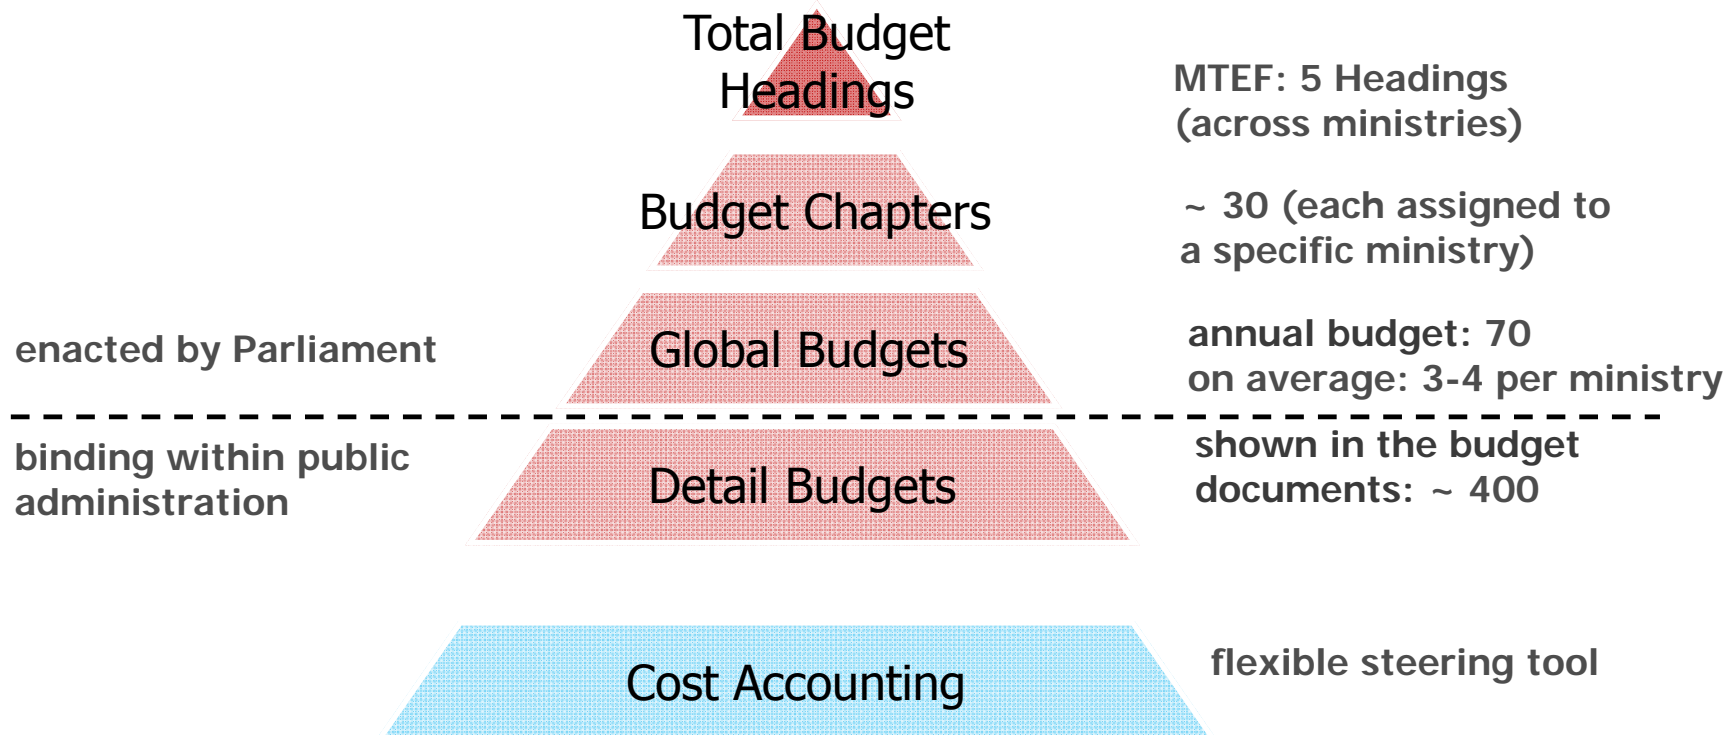 Total Budget
Headings
MTEF: 5 Headings
(across ministries)
Budget Chapters
~ 30 (each assigned to
a specific ministry)
enacted by Parliament
Global Budgets
annual budget: 70
on average: 3-4 per ministry
binding within public
administration
Detail Budgets
shown in the budget
documents: ~ 400
Cost Accounting
flexible steering tool